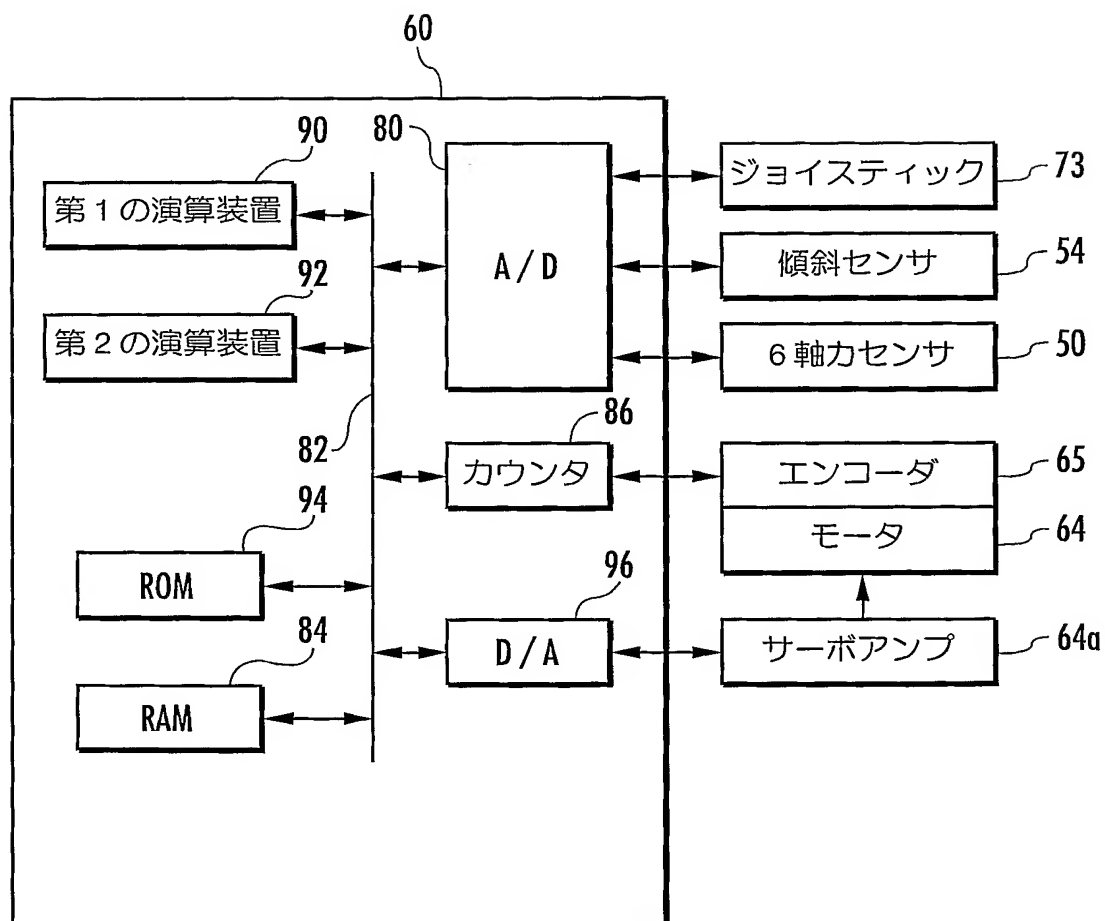 60
90
80
第1の演算装置
ジョイスティック
73
A/D
傾斜センサ
54
92
第2の演算装置
6軸力センサ
50
82
86
カウンタ
エンコーダ
65
モータ
64
94
ROM
96
D/A
サーボアンプ
64a
84
RAM